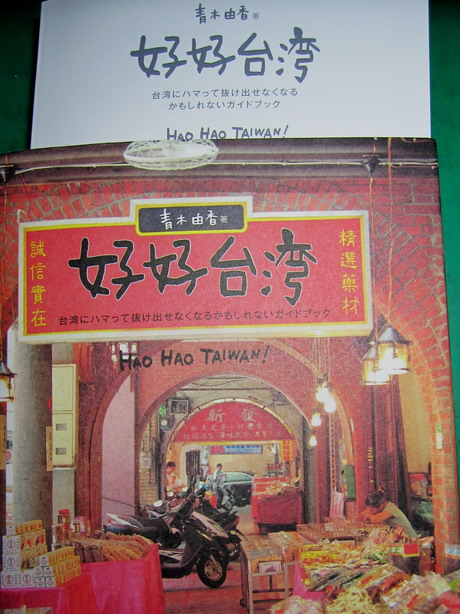 青木由香著
好好台湾
台湾にハマって抜け出せなくなる
かもしれないガイドブック
HAO HAO TAIWAN!
青木由香著
誠信實在
好好台湾
精選藥材
台湾にハマって抜け出せなくなるかもしれないガイドブック
HAO HAO TAIWAN!